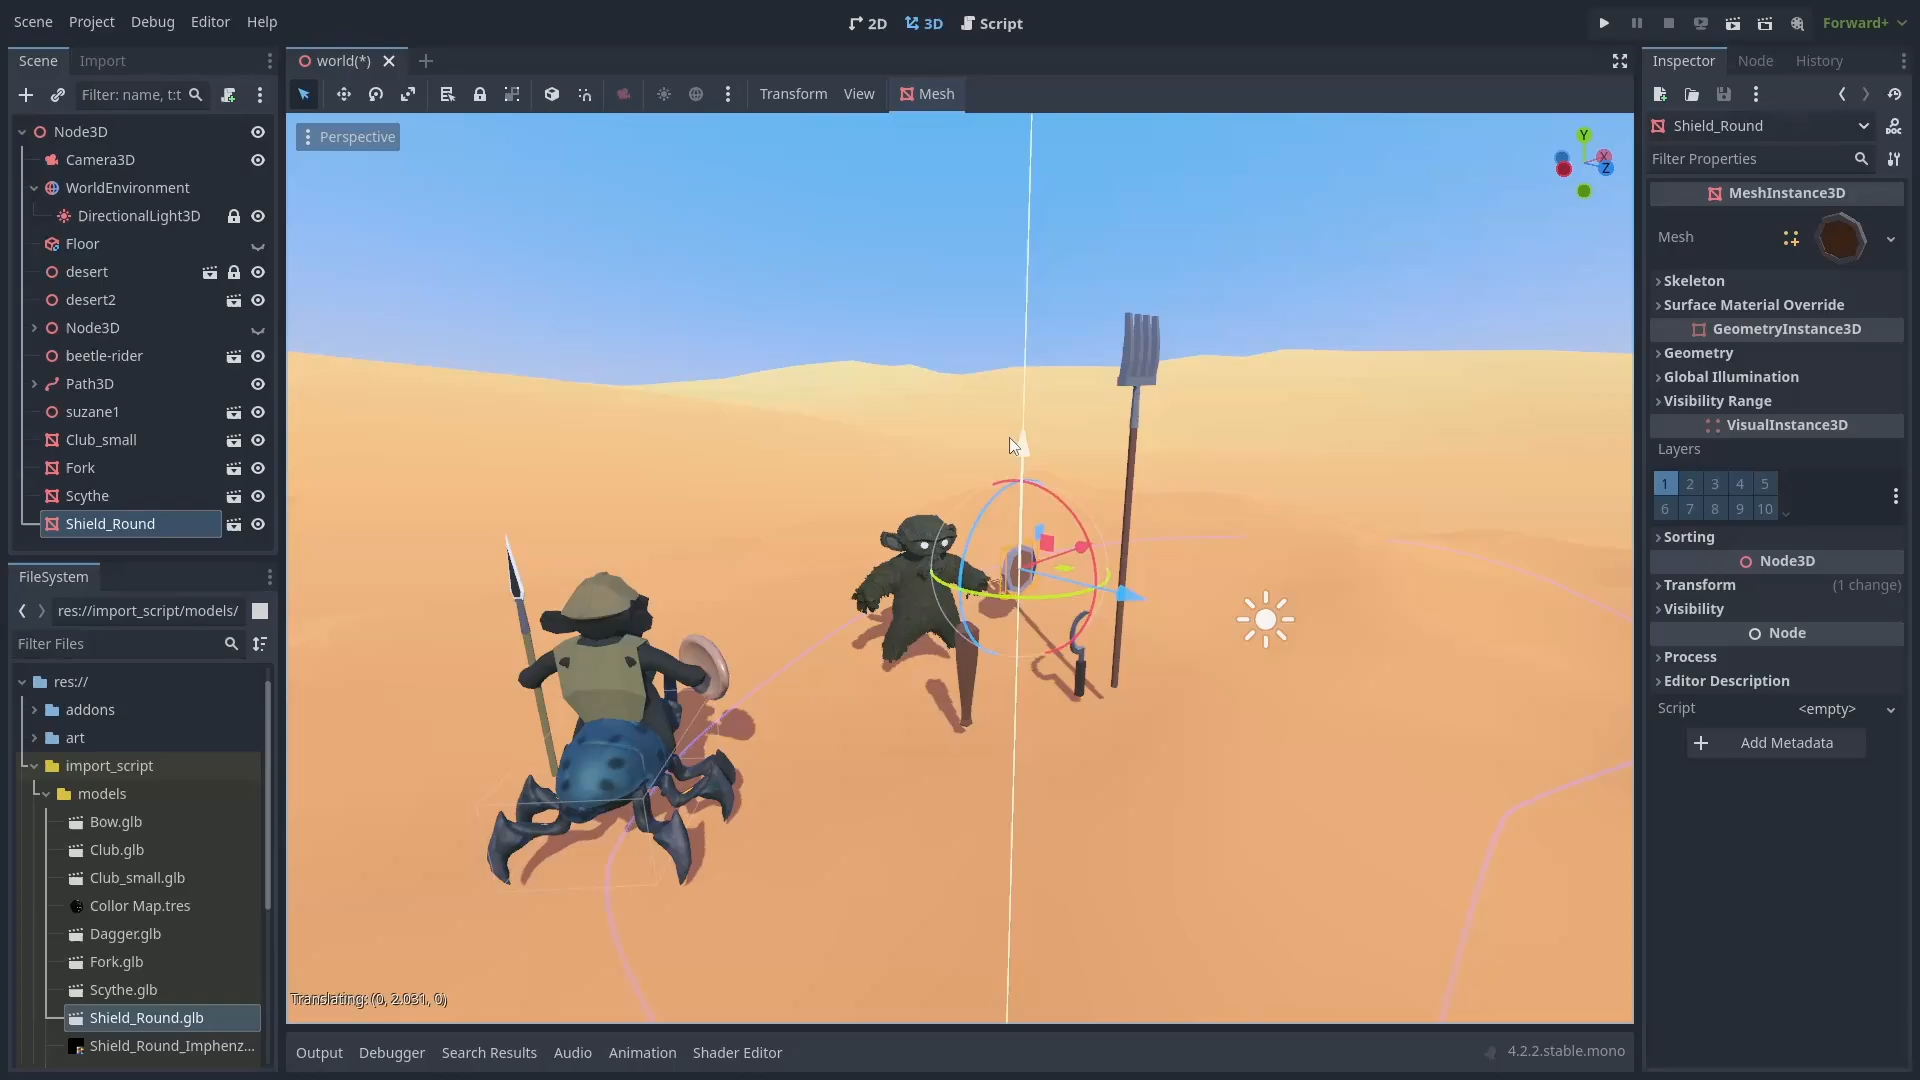 Scene Project Debug Editor Help
2D 3D Script
Forward+
Scene Import
Filter: name, t:t
Node3D
Camera3D
WorldEnvironment
DirectionalLight3D
Floor
desert
desert2
Node3D
beetle-rider
Path3D
suzane1
Club_small
Fork
Scythe
Shield_Round
FileSystem
res://import_script/models/
Filter Files
res://
addons
art
import_script
models
Bow.glb
Club.glb
Club_small.glb
Collor Map.tres
Dagger.glb
Fork.glb
Scythe.glb
Shield_Round.glb
Shield_Round_Imphenz...
world(*)
Transform View Mesh
Perspective
Y
X
Z
Translating: (0, 2.031, 0)
Output Debugger Search Results Audio Animation Shader Editor
4.2.2.stable.mono
Inspector Node History
Shield_Round
DOC
Filter Properties
MeshInstance3D
Mesh
Skeleton
Surface Material Override
GeometryInstance3D
Geometry
Global Illumination
Visibility Range
VisualInstance3D
Layers
1 2 3 4 5
6 7 8 9 10
Sorting
Node3D
Transform (1 change)
Visibility
Node
Process
Editor Description
Script <empty>
Add Metadata